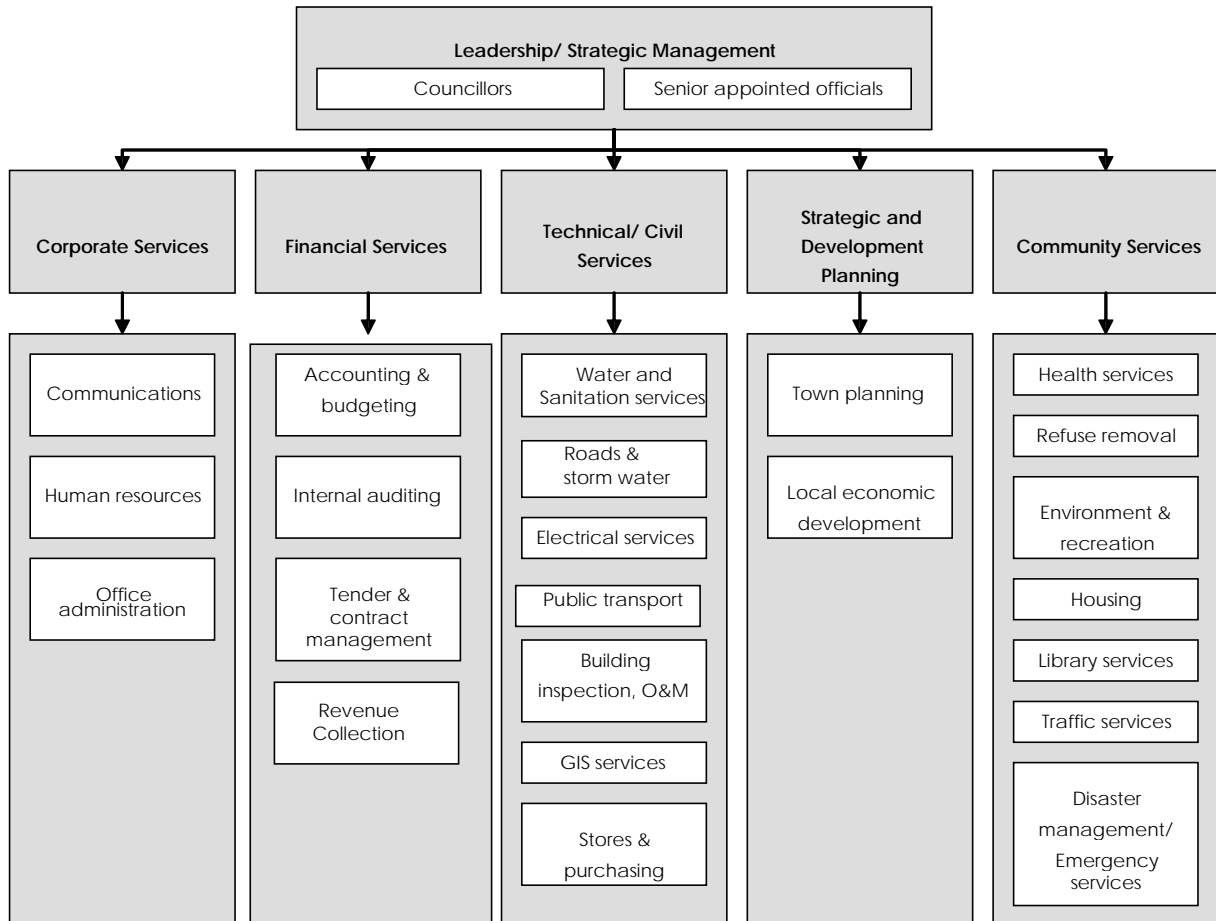 Leadership/ Strategic Management
Councillors
Senior appointed officials
Corporate Services
Financial Services
Technical/ Civil
Services
Strategic and
Development
Planning
Community Services
Communications
Human resources
Office
administration
Accounting &
budgeting
Internal auditing
Tender &
contract
management
Revenue
Collection
Water and
Sanitation services
Roads &
storm water
Electrical services
Public transport
Building
inspection, O&M
GIS services
Stores &
purchasing
Town planning
Local economic
development
Health services
Refuse removal
Environment &
recreation
Housing
Library services
Traffic services
Disaster
management/
Emergency
services